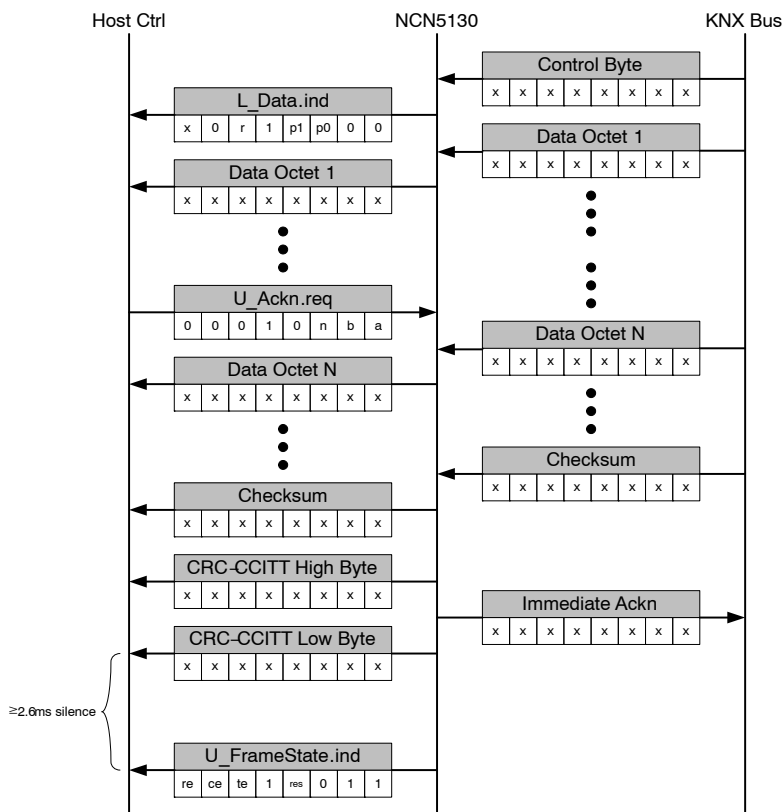 Host Ctrl NCN5130 KNX Bus
Control Byte
x x x x x x x x
L_Data.ind
x 0 r 1 p1 p0 0 0
Data Octet 1
x x x x x x x x
Data Octet 1
x x x x x x x x
U_Ackn.req
0 0 0 1 0 n b a
Data Octet N
x x x x x x x x
Data Octet N
x x x x x x x x
Checksum
x x x x x x x x
Checksum
x x x x x x x x
CRC-CCITT High Byte
x x x x x x x x
Immediate Ackn
x x x x x x x x
CRC-CCITT Low Byte
x x x x x x x x
≥2.6ms silence
U_FrameState.ind
re ce te 1 res 0 1 1